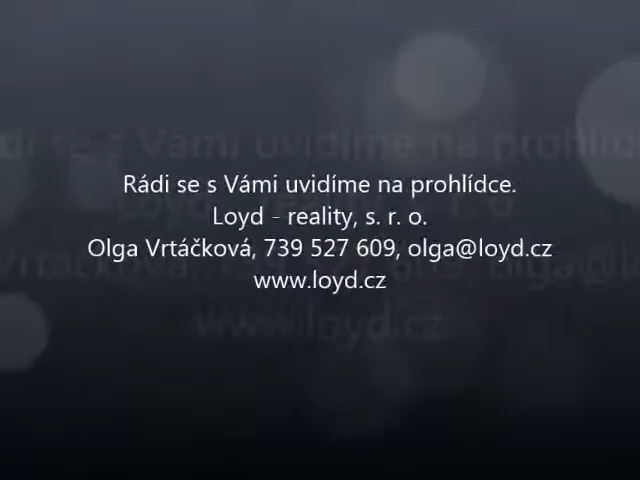 Rádi se s Vámi uvidíme na prohlídce.
Loyd - reality, s. r. o.
Olga Vrtáčková, 739 527 609, olga@loyd.cz
www.loyd.cz